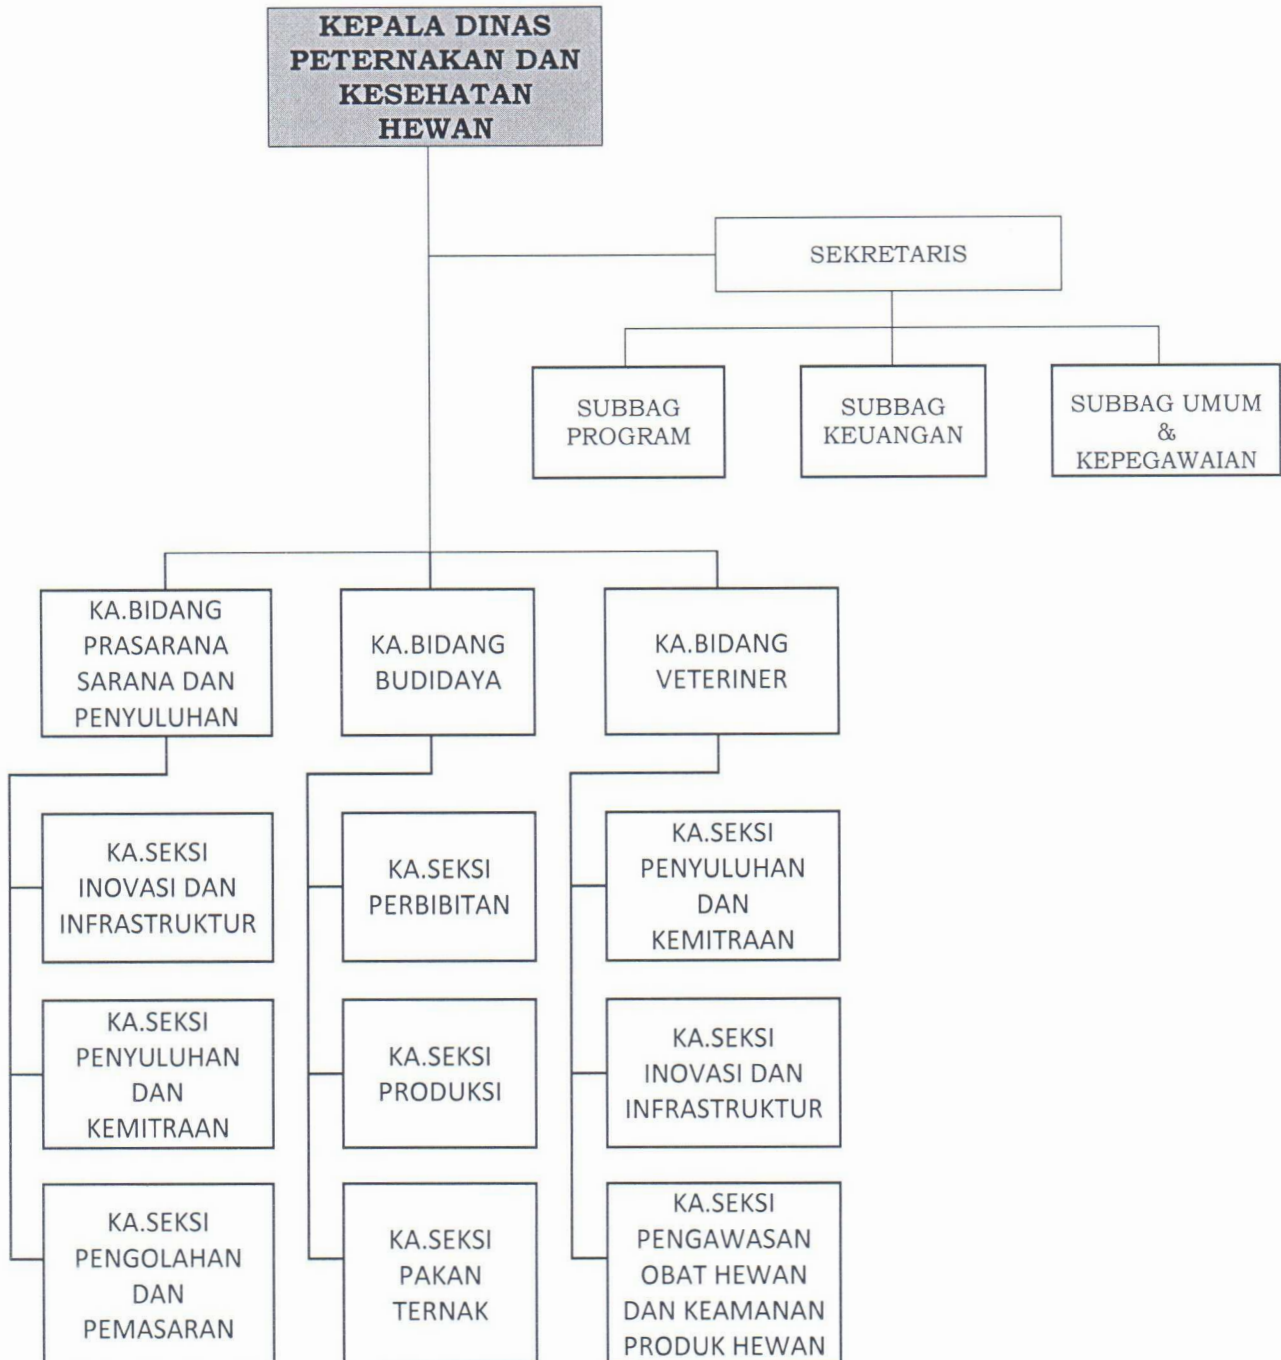 KEPALA DINAS
PETERNAKAN DAN
KESEHATAN
HEWAN
SEKRETARIS
SUBBAG
PROGRAM
SUBBAG
KEUANGAN
SUBBAG UMUM
&
KEPEGAWAIAN
KA.BIDANG
PRASARANA
SARANA DAN
PENYULUHAN
KA.BIDANG
BUDIDAYA
KA.BIDANG
VETERINER
KA.SEKSI
INOVASI DAN
INFRASTRUKTUR
KA.SEKSI
PERBIBITAN
KA.SEKSI
PENYULUHAN
DAN
KEMITRAAN
KA.SEKSI
PENYULUHAN
DAN
KEMITRAAN
KA.SEKSI
PRODUKSI
KA.SEKSI
INOVASI DAN
INFRASTRUKTUR
KA.SEKSI
PENGOLAHAN
DAN
PEMASARAN
KA.SEKSI
PAKAN
TERNAK
KA.SEKSI
PENGAWASAN
OBAT HEWAN
DAN KEAMANAN
PRODUK HEWAN